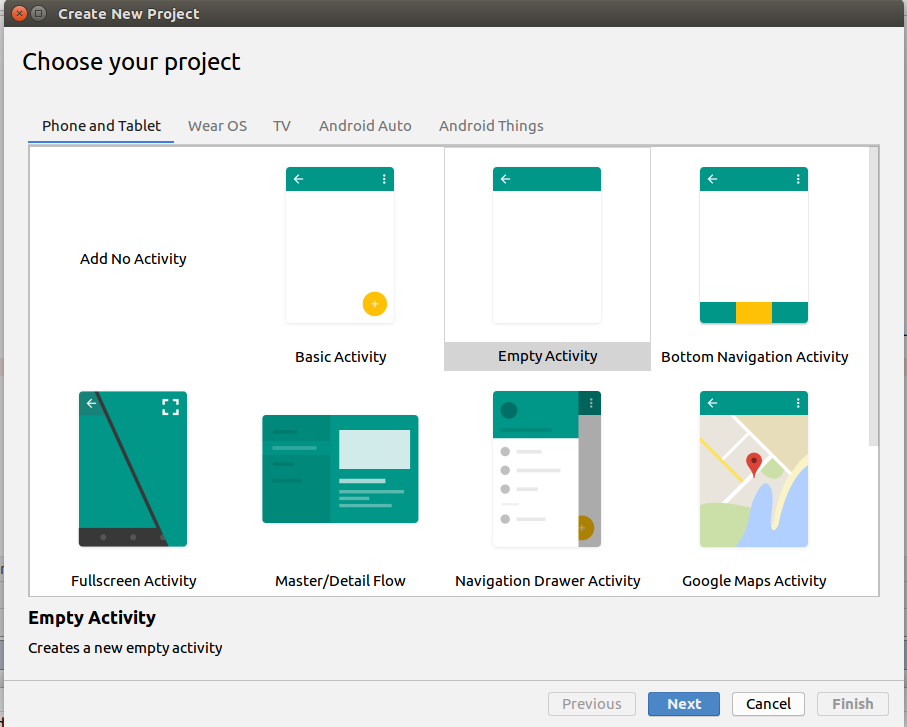 Create New Project
Choose your project
Phone and Tablet Wear OS TV Android Auto Android Things
Add No Activity
Basic Activity
Empty Activity
Bottom Navigation Activity
Fullscreen Activity
Master/Detail Flow
Navigation Drawer Activity
Google Maps Activity
Empty Activity
Creates a new empty activity
Previous Next Cancel Finish